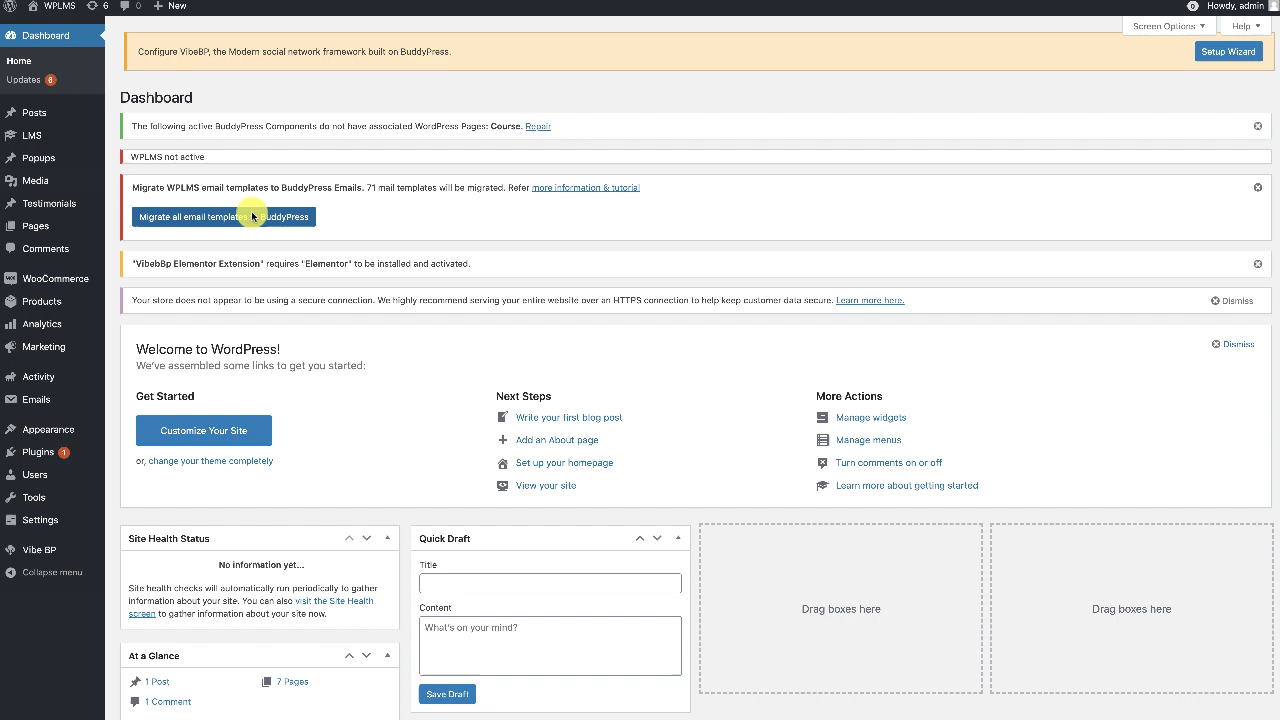 WPLMS 6 0 New Howdy, admin 0
Screen Options Help
Dashboard
Home
Updates 6
Posts
LMS
Popups
Media
Testimonials
Pages
Comments
WooCommerce
Products
Analytics
Marketing
Activity
Emails
Appearance
Plugins 1
Users
Tools
Settings
Vibe BP
Collapse menu
Configure VibeBP, the Modern social network framework built on BuddyPress. Setup Wizard
Dashboard
The following active BuddyPress Components do not have associated WordPress Pages: Course. Repair
WPLMS not active
Migrate WPLMS email templates to BuddyPress Emails. 71 mail templates will be migrated. Refer more information & tutorial
Migrate all email templates to BuddyPress
"VibebBp Elementor Extension" requires "Elementor" to be installed and activated.
Your store does not appear to be using a secure connection. We highly recommend serving your entire website over an HTTPS connection to help keep customer data secure. Learn more here. Dismiss
Welcome to WordPress! Dismiss
We've assembled some links to get you started:
Get Started
Customize Your Site
or, change your theme completely
Next Steps
Write your first blog post
Add an About page
Set up your homepage
View your site
More Actions
Manage widgets
Manage menus
Turn comments on or off
Learn more about getting started
Site Health Status
No information yet...
Site health checks will automatically run periodically to gather
information about your site. You can also visit the Site Health
screen to gather information about your site now.
At a Glance
1 Post 7 Pages
1 Comment
Quick Draft
Title
Content
What's on your mind?
Save Draft
Drag boxes here
Drag boxes here